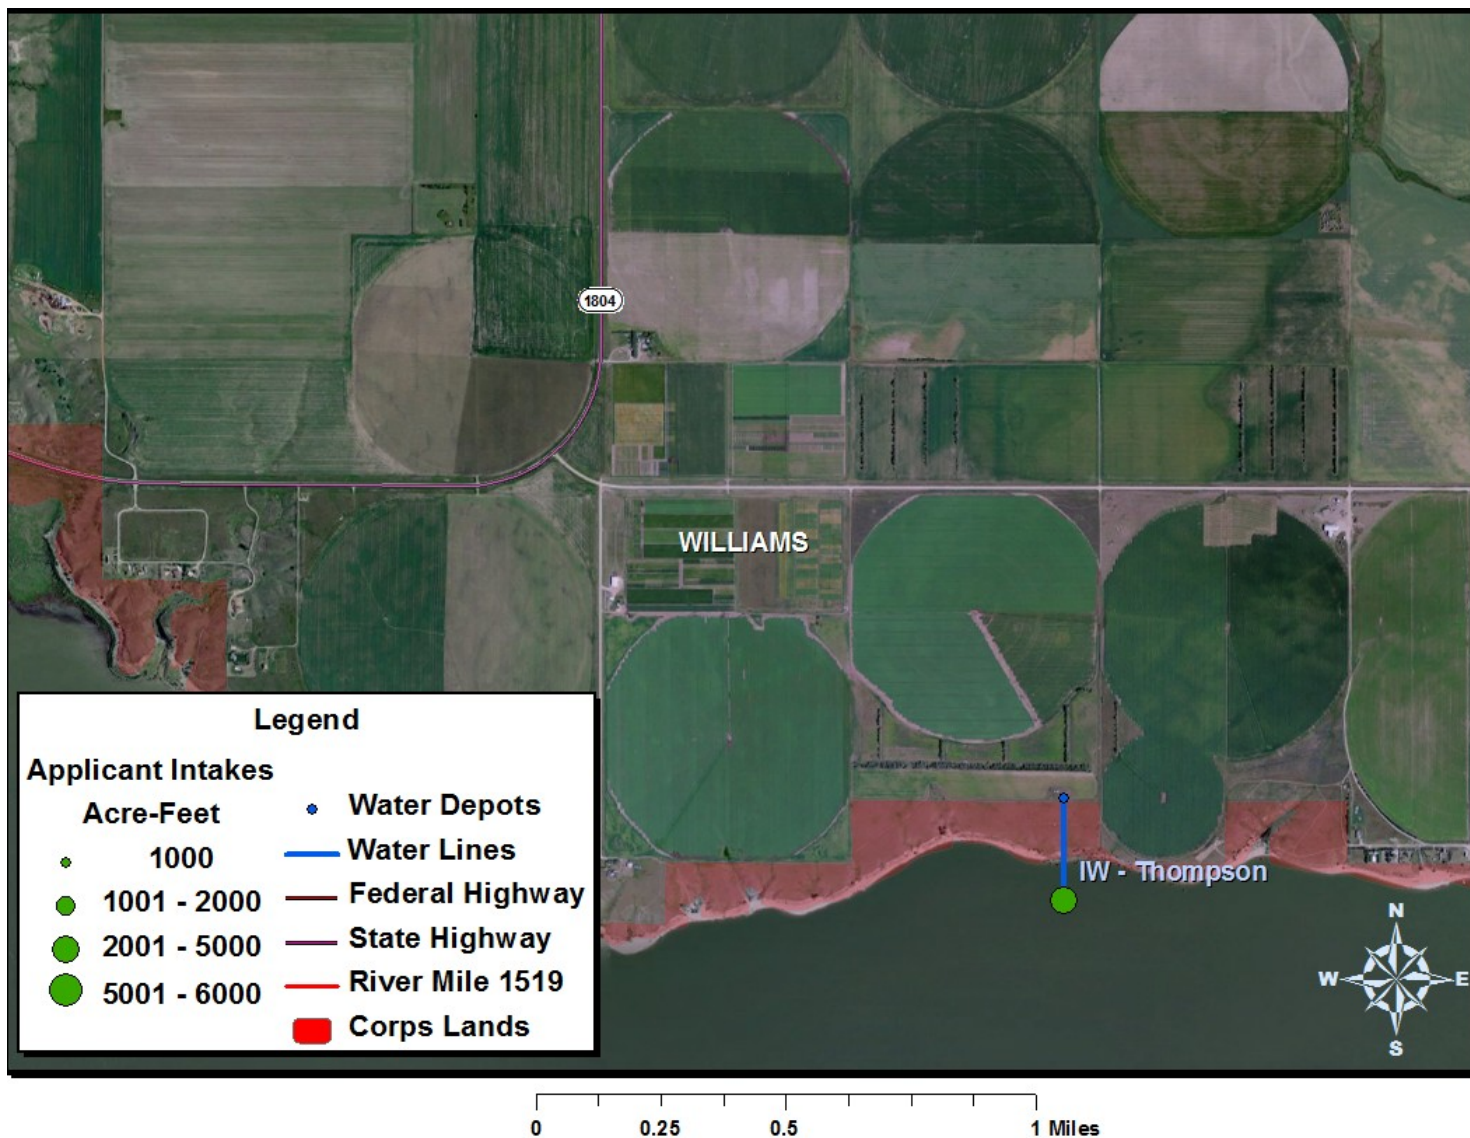 1804
WILLIAMS
IW - Thompson
Legend
Applicant Intakes
Acre-Feet
1000
1001 - 2000
2001 - 5000
5001 - 6000
Water Depots
Water Lines
Federal Highway
State Highway
River Mile 1519
Corps Lands
N
W
E
S
0 0.25 0.5 1 Miles